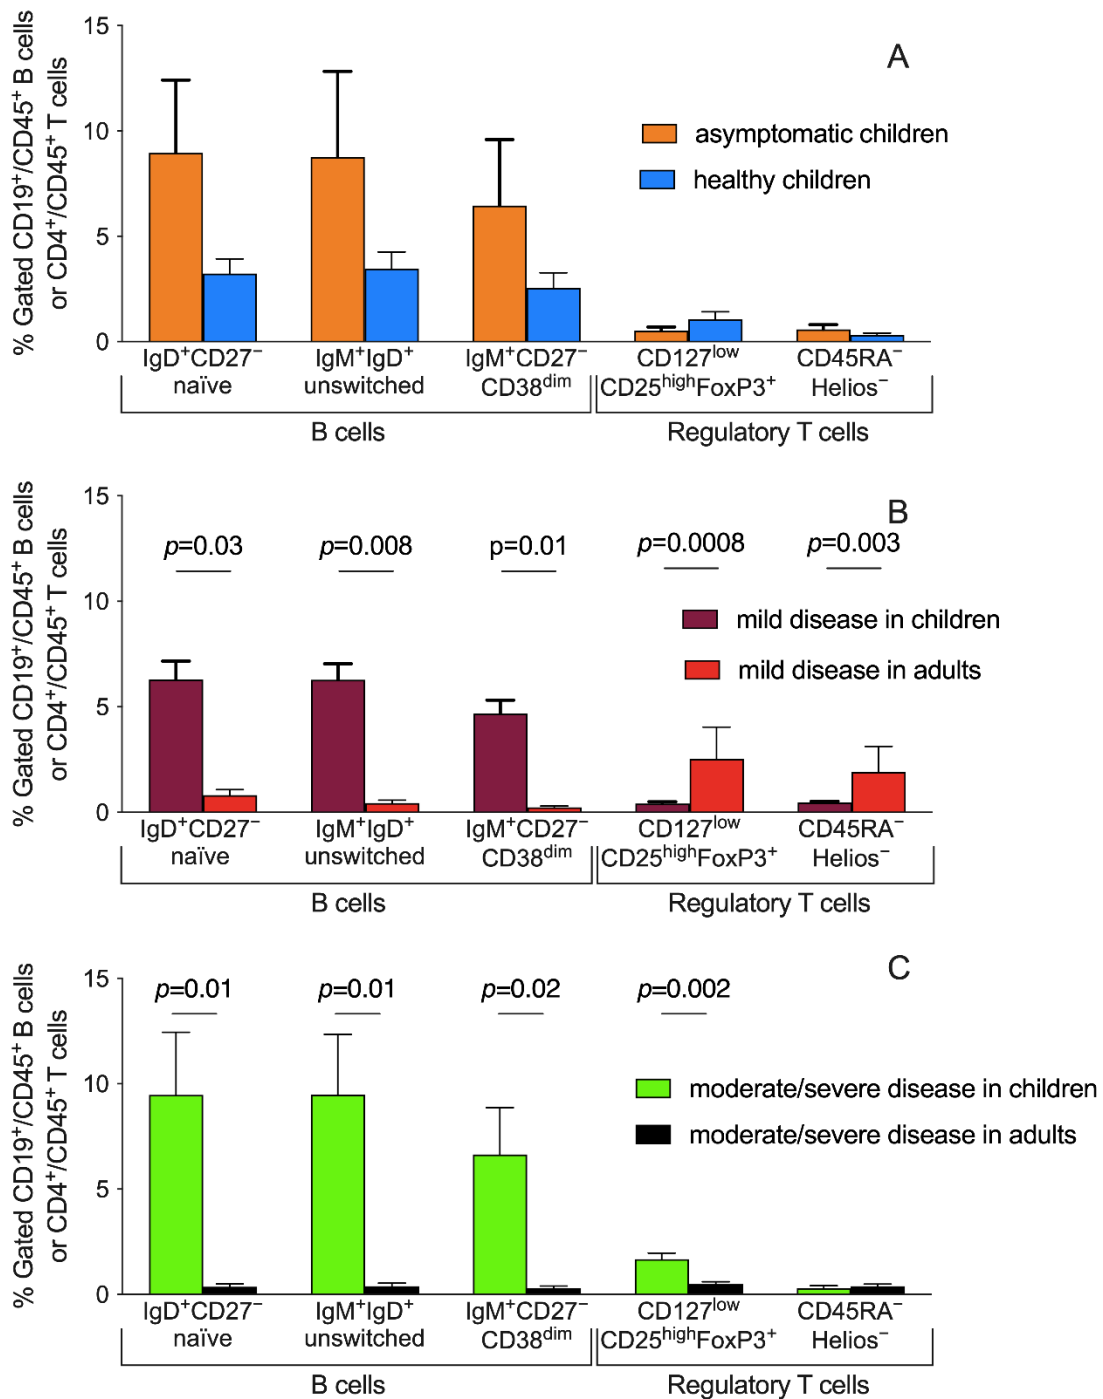 % Gated CD19⁺/CD45⁺ B cells
or CD4⁺/CD45⁺ T cells
15
10
5
0
A
asymptomatic children
healthy children
IgD⁺CD27⁻
naïve
IgM⁺IgD⁺
unswitched
IgM⁺CD27⁻
CD38ᵈⁱᵐ
CD127ˡᵒʷ
CD25ʰⁱᵍʰFoxP3⁺
CD45RA⁻
Helios⁻
B cells
Regulatory T cells
% Gated CD19⁺/CD45⁺ B cells
or CD4⁺/CD45⁺ T cells
15
10
5
0
B
p=0.03
p=0.008
p=0.01
p=0.0008
p=0.003
mild disease in children
mild disease in adults
IgD⁺CD27⁻
naïve
IgM⁺IgD⁺
unswitched
IgM⁺CD27⁻
CD38ᵈⁱᵐ
CD127ˡᵒʷ
CD25ʰⁱᵍʰFoxP3⁺
CD45RA⁻
Helios⁻
B cells
Regulatory T cells
% Gated CD19⁺/CD45⁺ B cells
or CD4⁺/CD45⁺ T cells
15
10
5
0
C
p=0.01
p=0.01
p=0.02
p=0.002
moderate/severe disease in children
moderate/severe disease in adults
IgD⁺CD27⁻
naïve
IgM⁺IgD⁺
unswitched
IgM⁺CD27⁻
CD38ᵈⁱᵐ
CD127ˡᵒʷ
CD25ʰⁱᵍʰFoxP3⁺
CD45RA⁻
Helios⁻
B cells
Regulatory T cells